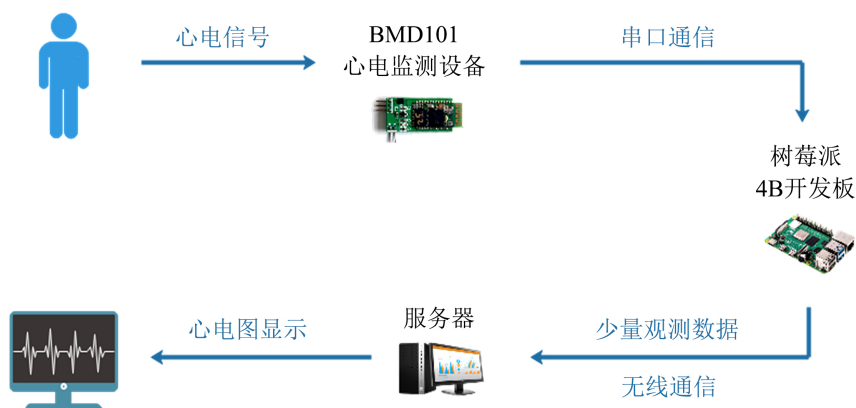 心电信号
BMD101
心电监测设备
串口通信
树莓派
4B开发板
少量观测数据
无线通信
服务器
心电图显示